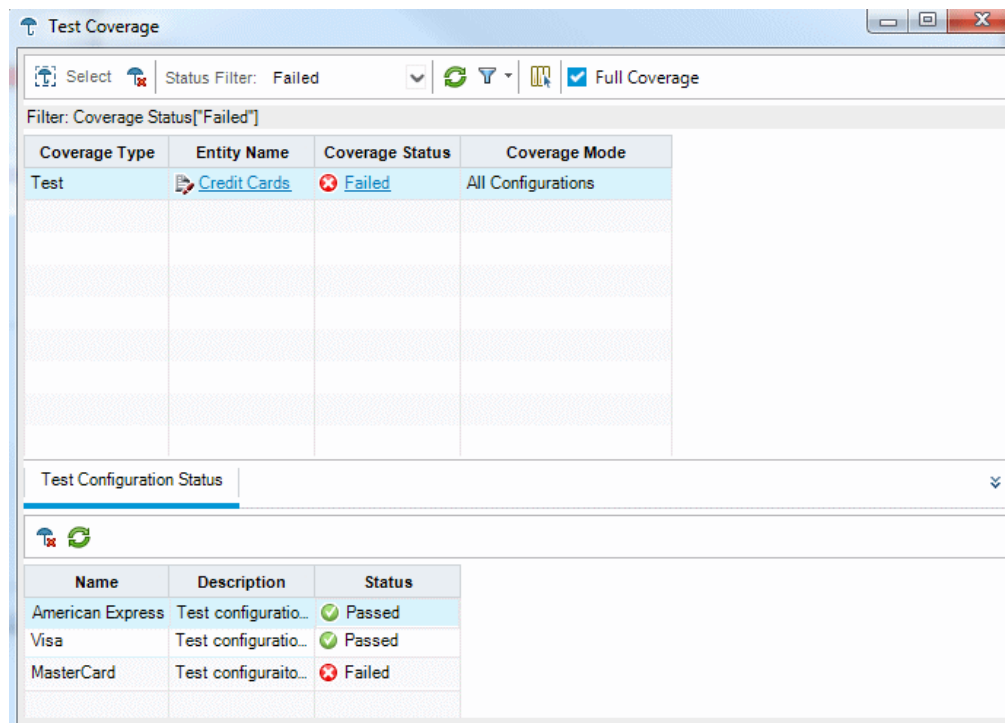 Test Coverage
Select Status Filter: Failed Full Coverage
Filter: Coverage Status["Failed"]
Coverage Type Entity Name Coverage Status Coverage Mode
Test Credit Cards Failed All Configurations
Test Configuration Status
Name Description Status
American Express Test configuratio... Passed
Visa Test configuratio... Passed
MasterCard Test configuraito... Failed